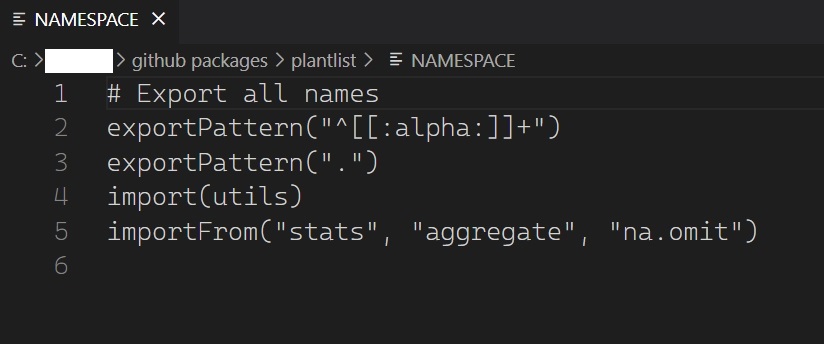 NAMESPACE ×
C: > > github packages > plantlist > NAMESPACE
1 # Export all names
2 exportPattern("^[[:alpha:]]+")
3 exportPattern(".")
4 import(utils)
5 importFrom("stats", "aggregate", "na.omit")
6